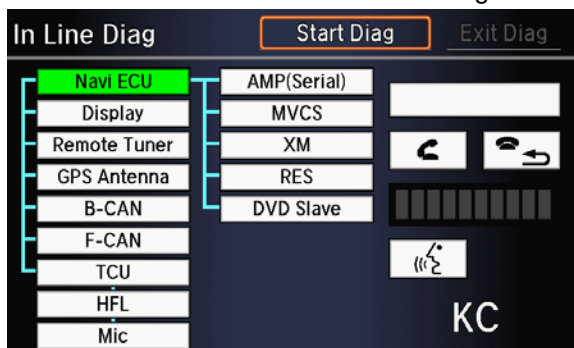 In Line Diag
Start Diag
Exit Diag
Navi ECU
Display
Remote Tuner
GPS Antenna
B-CAN
F-CAN
TCU
HFL
Mic
AMP(Serial)
MVCS
XM
RES
DVD Slave
KC